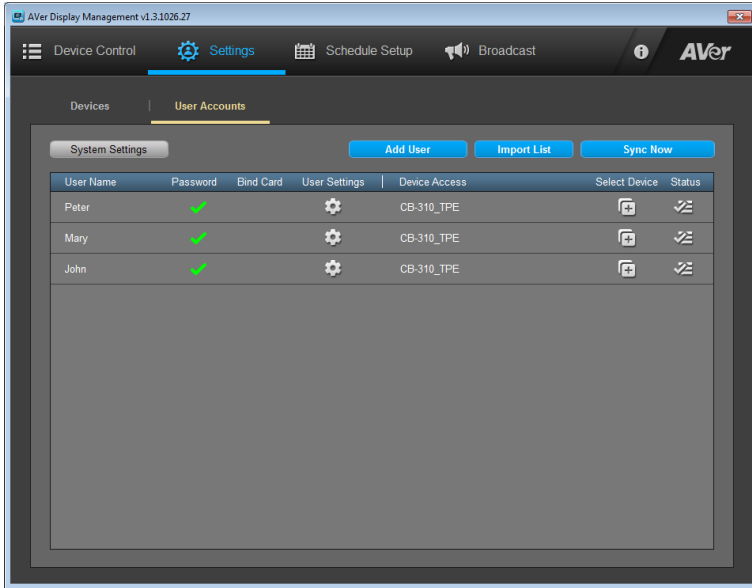 AVer Display Management v1.3.1026.27
Device Control Settings Schedule Setup Broadcast AVer
Devices | User Accounts
System Settings Add User Import List Sync Now
User Name Password Bind Card User Settings Device Access Select Device Status
Peter CB-310_TPE
Mary CB-310_TPE
John CB-310_TPE